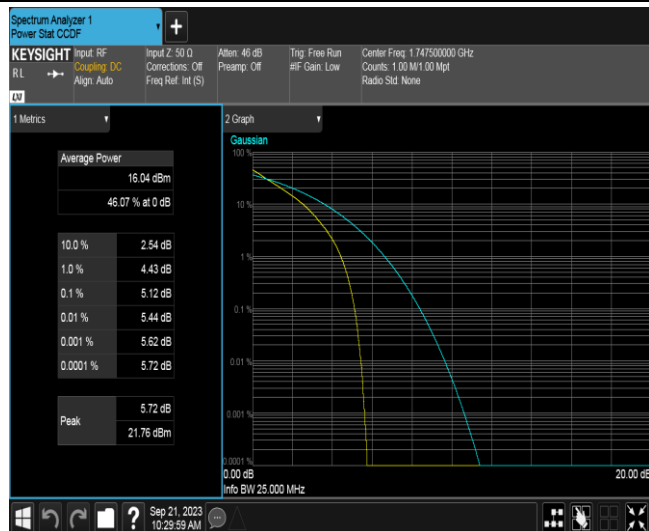 Spectrum Analyzer 1
Power Stat CCDF
KEYSIGHT
RL
Input: RF
Coupling: DC
Align: Auto
Input Z: 50 Ω
Corrections: Off
Freq Ref: Int (S)
Atten: 46 dB
Preamp: Off
Trig: Free Run
#IF Gain: Low
Center Freq: 1.747500000 GHz
Counts: 1.00 M/1.00 Mpt
Radio Std: None
1 Metrics
Average Power
16.04 dBm
46.07 % at 0 dB
10.0 % 2.54 dB
1.0 % 4.43 dB
0.1 % 5.12 dB
0.01 % 5.44 dB
0.001 % 5.62 dB
0.0001 % 5.72 dB
Peak
5.72 dB
21.76 dBm
2 Graph
Gaussian
100 %
10 %
1 %
0.1 %
0.01 %
0.001 %
0.0001 %
0.00 dB
20.00 dB
Info BW 25.000 MHz
?
Sep 21, 2023
10:29:59 AM